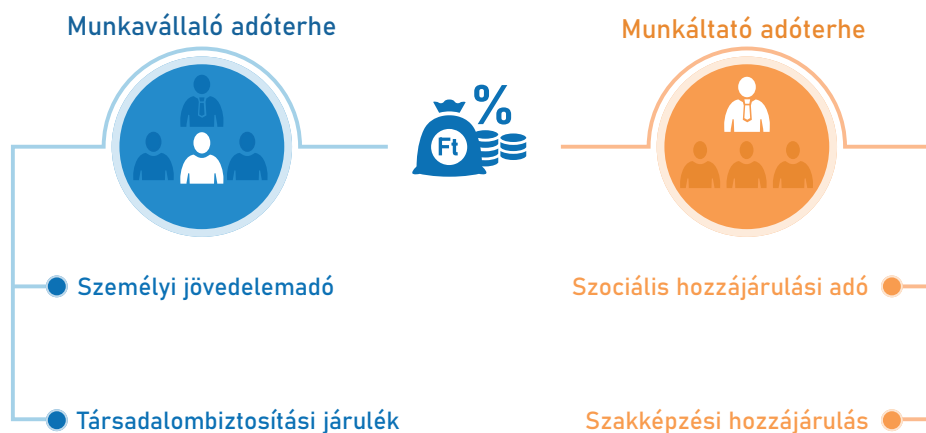 Munkavállaló adóterhe
Munkáltató adóterhe
%
Ft
Személyi jövedelemadó
Szociális hozzájárulási adó
Társadalombiztosítási járulék
Szakképzési hozzájárulás